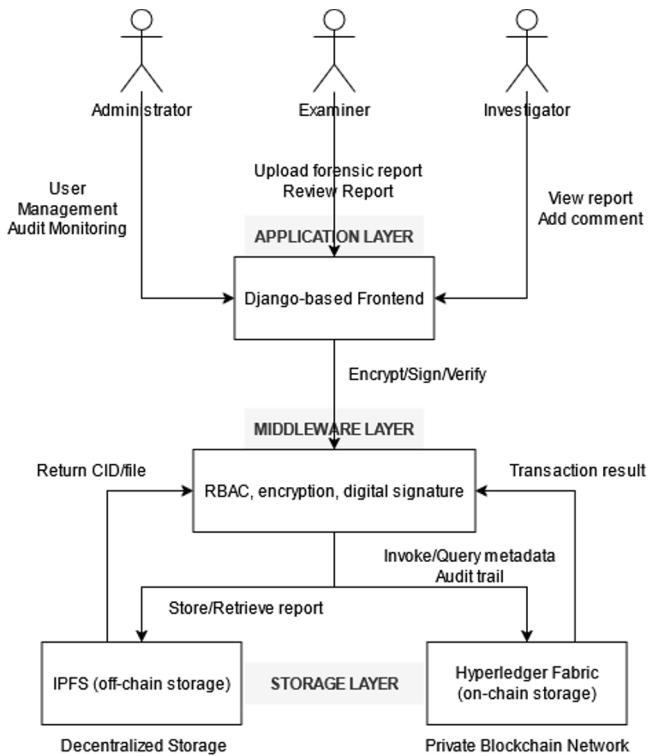 Administrator
Examiner
Investigator
User
Management
Audit Monitoring
Upload forensic report
Review Report
View report
Add comment
APPLICATION LAYER
Django-based Frontend
Encrypt/Sign/Verify
MIDDLEWARE LAYER
Return CID/file
RBAC, encryption, digital signature
Transaction result
Invoke/Query metadata
Audit trail
Store/Retrieve report
IPFS (off-chain storage)
STORAGE LAYER
Hyperledger Fabric
(on-chain storage)
Decentralized Storage
Private Blockchain Network